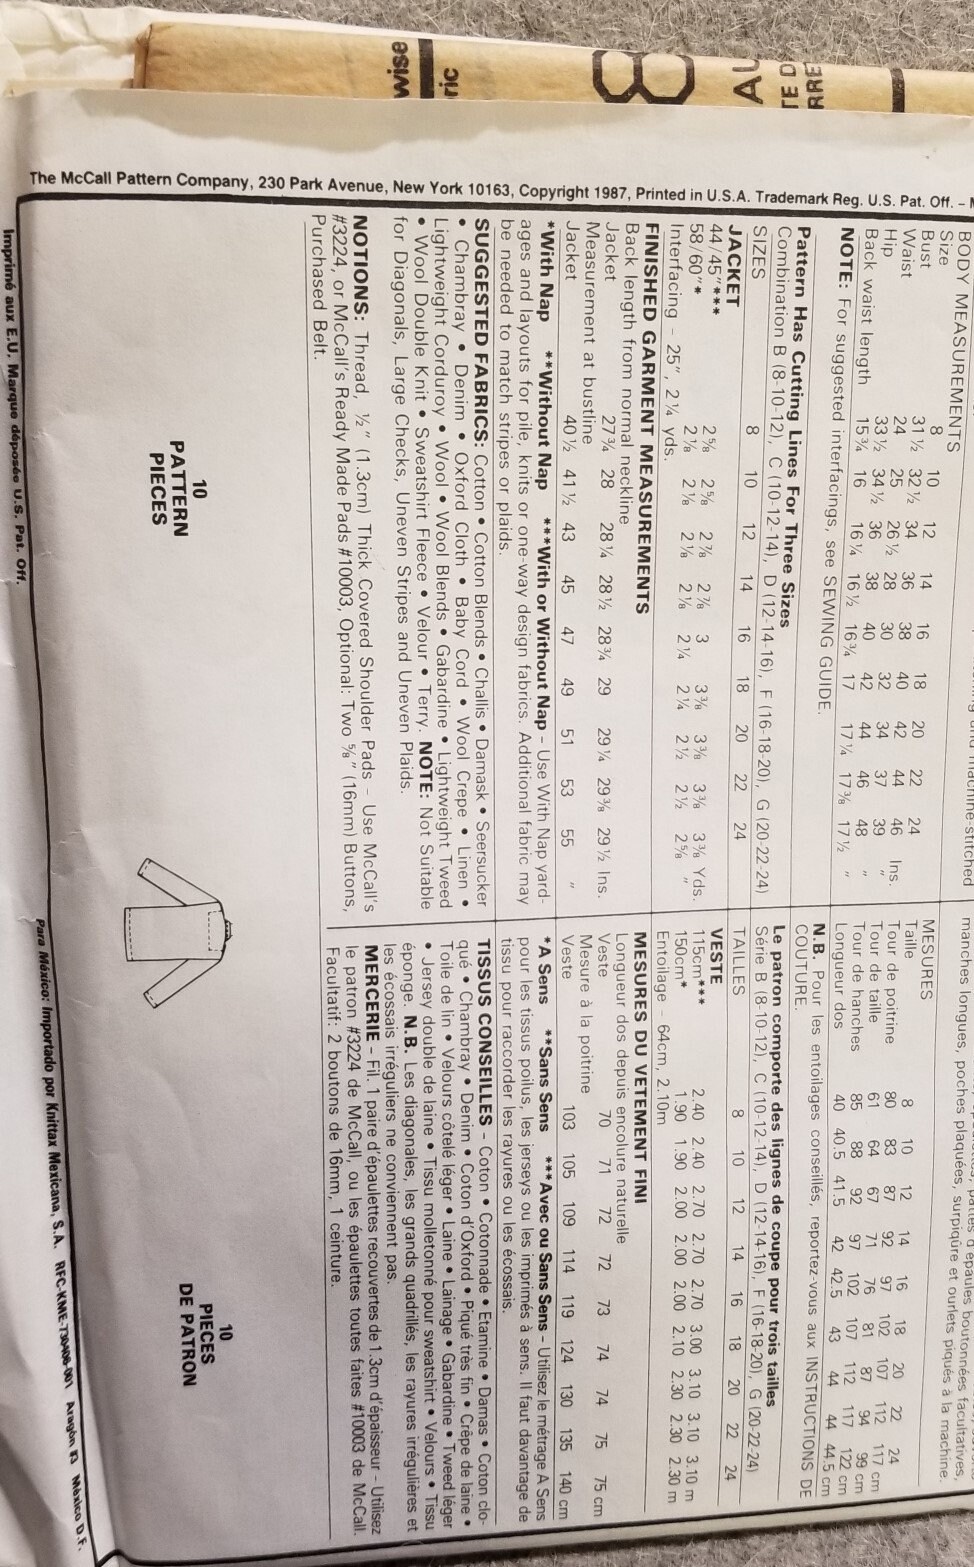 wise
ric
8
AU
TE D
RRE
The McCall Pattern Company, 230 Park Avenue, New York 10163, Copyright 1987, Printed in U.S.A. Trademark Reg. U.S. Pat. Off. –
machine-stitched
BODY MEASUREMENTS
Size 8 10 12 14 16 18 20 22 24
Bust 31½ 32½ 34 36 38 40 42 44 46 Ins.
Waist 24 25 26½ 28 30 32 34 37 39 "
Hip 33½ 34½ 36 38 40 42 44 46 48 "
Back waist length 15¾ 16 16¼ 16½ 16¾ 17 17¼ 17⅜ 17½ "
NOTE: For suggested interfacings, see SEWING GUIDE.
Pattern Has Cutting Lines For Three Sizes
Combination B (8-10-12), C (10-12-14), D (12-14-16), F (16-18-20), G (20-22-24)
SIZES 8 10 12 14 16 18 20 22 24
JACKET
44/45"*** 2⅝ 2⅝ 2⅞ 2⅞ 3 3⅜ 3⅜ 3⅜ 3⅜ Yds.
58/60"* 2⅛ 2⅛ 2⅛ 2⅛ 2¼ 2¼ 2½ 2½ 2⅝ "
Interfacing – 25", 2¼ yds.
FINISHED GARMENT MEASUREMENTS
Back length from normal neckline
Jacket 27¾ 28 28¼ 28½ 28¾ 29 29¼ 29⅜ 29½ Ins.
Measurement at bustline
Jacket 40½ 41½ 43 45 47 49 51 53 55 "
*With Nap **Without Nap ***With or Without Nap – Use With Nap yard-
ages and layouts for pile, knits or one-way design fabrics. Additional fabric may
be needed to match stripes or plaids.
SUGGESTED FABRICS: Cotton • Cotton Blends • Challis • Damask • Seersucker
• Chambray • Denim • Oxford Cloth • Baby Cord • Wool Crepe • Linen •
Lightweight Corduroy • Wool • Wool Blends • Gabardine • Lightweight Tweed
• Wool Double Knit • Sweatshirt Fleece • Velour • Terry. NOTE: Not Suitable
for Diagonals, Large Checks, Uneven Stripes and Uneven Plaids.
NOTIONS: Thread, ½" (1.3cm) Thick Covered Shoulder Pads – Use McCall's
#3224, or McCall's Ready Made Pads #10003, Optional: Two ⅝" (16mm) Buttons,
Purchased Belt.
10
PATTERN
PIECES
d'épaules boutonnées facultatives,
manches longues, poches plaquées, surpiqûre et ourlets piqués à la machine.
MESURES
Taille 8 10 12 14 16 18 20 22 24
Tour de poitrine 80 83 87 92 97 102 107 112 117 cm
Tour de taille 61 64 67 71 76 81 87 94 99 cm
Tour de hanches 85 88 92 97 102 107 112 117 122 cm
Longueur dos 40 40.5 41.5 42 42.5 43 44 44 44.5 cm
N.B. Pour les entoilages conseillés, reportez-vous aux INSTRUCTIONS DE
COUTURE.
Le patron comporte des lignes de coupe pour trois tailles
Série B (8-10-12), C (10-12-14), D (12-14-16), F (16-18-20), G (20-22-24)
TAILLES 8 10 12 14 16 18 20 22 24
VESTE
115cm*** 2.40 2.40 2.70 2.70 2.70 3.00 3.10 3.10 3.10 m
150cm* 1.90 1.90 2.00 2.00 2.00 2.10 2.30 2.30 2.30 m
Entoilage – 64cm, 2.10m
MESURES DU VETEMENT FINI
Longueur dos depuis encolure naturelle
Veste 70 71 72 72 73 74 74 75 75 cm
Mesure à la poitrine
Veste 103 105 109 114 119 124 130 135 140 cm
*A Sens **Sans Sens ***Avec ou Sans Sens – Utilisez le métrage A Sens
pour les tissus poilus, les jerseys ou les imprimés à sens. Il faut davantage de
tissu pour raccorder les rayures ou les écossais.
TISSUS CONSEILLES – Coton • Cotonnade • Etamine • Damas • Coton clo-
qué • Chambray • Denim • Coton d'Oxford • Piqué très fin • Crêpe de laine •
Toile de lin • Velours côtelé léger • Laine • Lainage • Gabardine • Tweed léger
• Jersey double de laine • Tissu molletonné pour sweatshirt • Velours • Tissu
éponge. N.B. Les diagonales, les grands quadrillés, les rayures irrégulières et
les écossais irréguliers ne conviennent pas.
MERCERIE – Fil. 1 paire d'épaulettes recouvertes de 1.3cm d'épaisseur – Utilisez
le patron #3224 de McCall, ou les épaulettes toutes faites #10003 de McCall.
Facultatif: 2 boutons de 16mm, 1 ceinture.
10
PIECES
DE PATRON
Imprimé aux E.U. Marque déposée U.S. Pat. Off.
Para México: Importado por Knittax Mexicana, S.A. RFC-KME-730406-001 Aragón #3 México D.F.